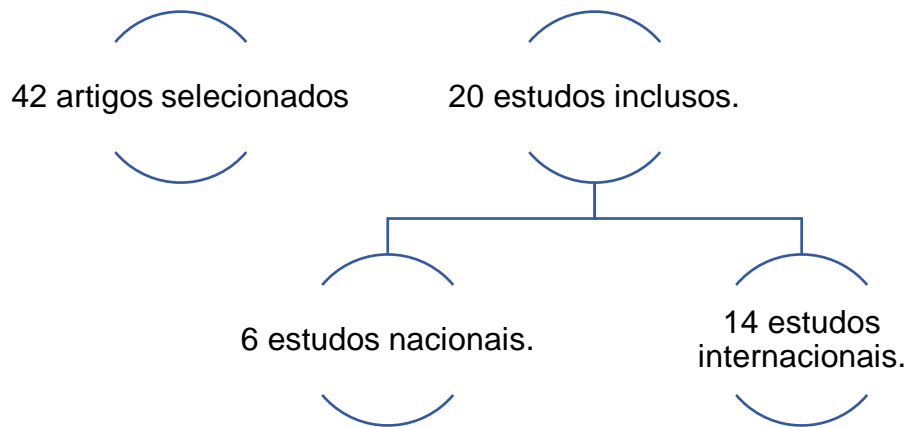 42 artigos selecionados
20 estudos inclusos.
6 estudos nacionais.
14 estudos
internacionais.